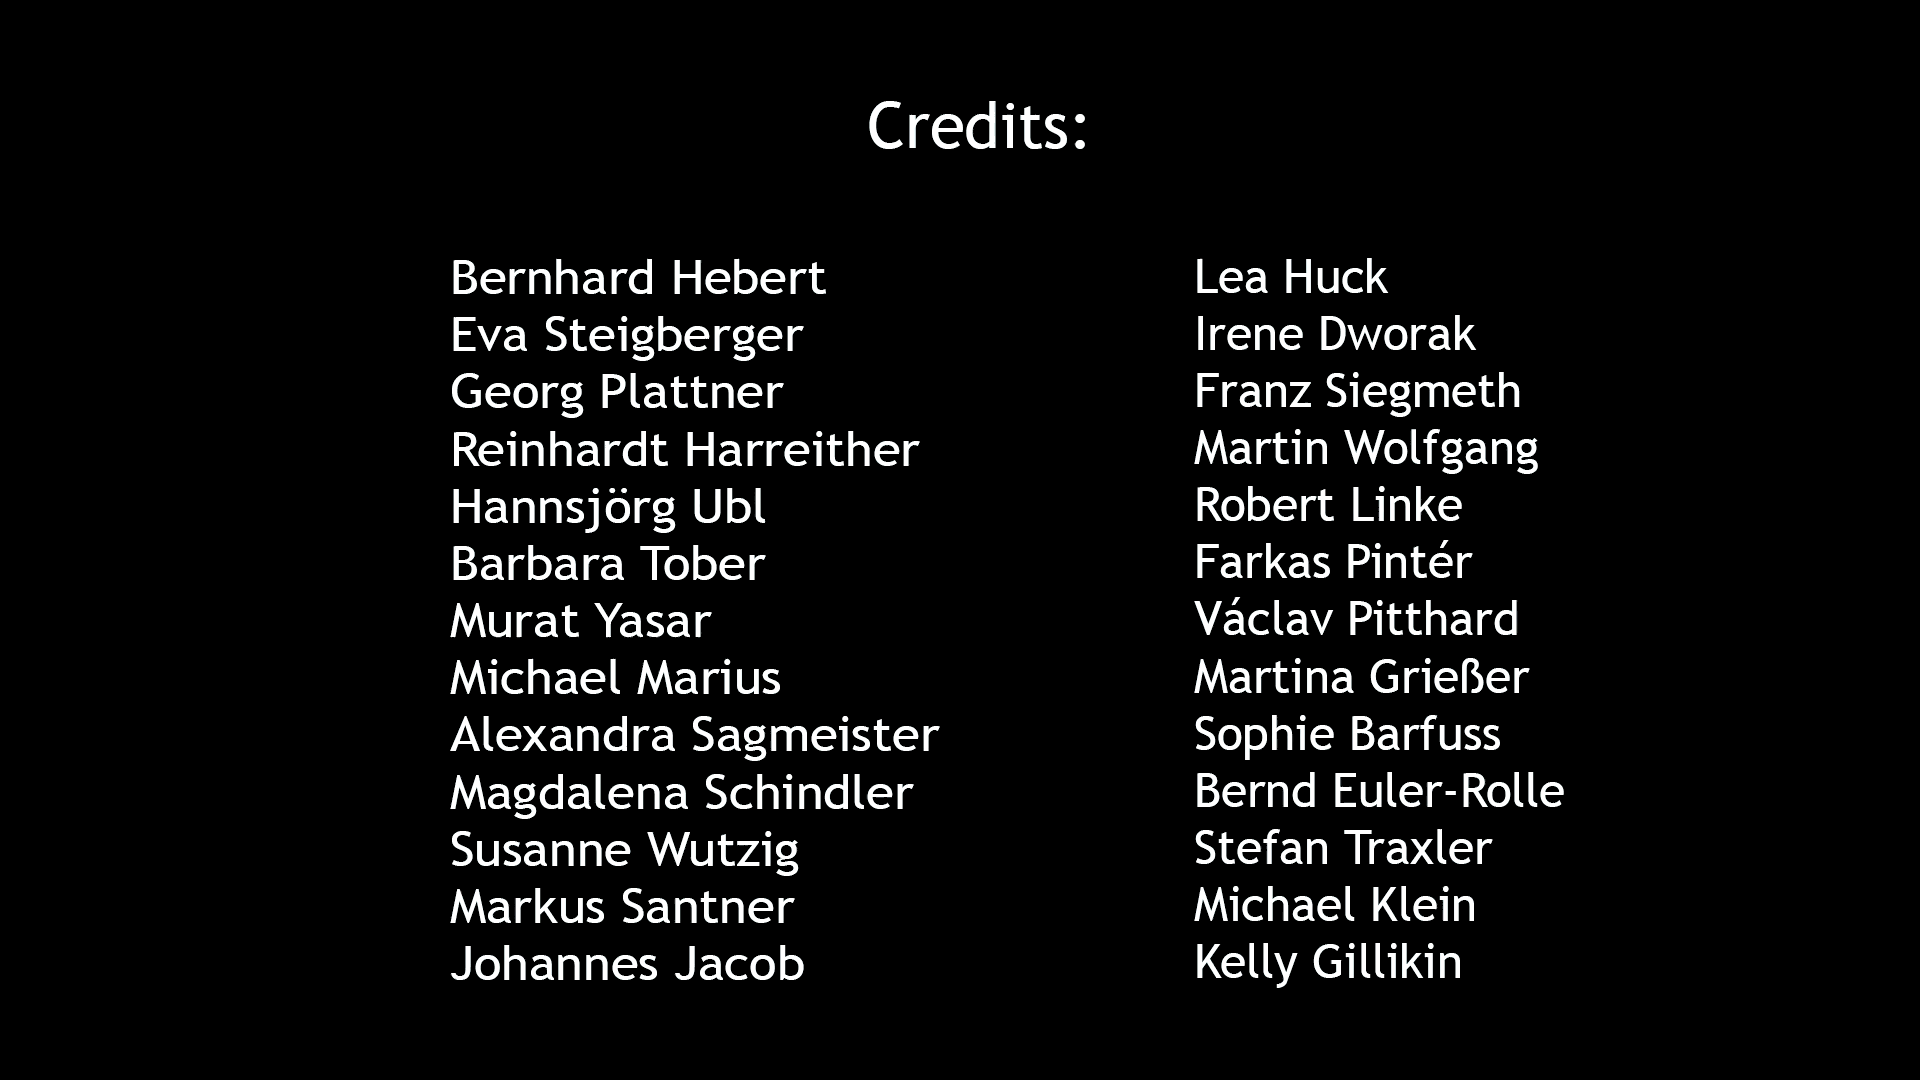 Credits:
Bernhard Hebert
Eva Steigberger
Georg Plattner
Reinhardt Harreither
Hannsjörg Ubl
Barbara Tober
Murat Yasar
Michael Marius
Alexandra Sagmeister
Magdalena Schindler
Susanne Wutzig
Markus Santner
Johannes Jacob
Lea Huck
Irene Dworak
Franz Siegmeth
Martin Wolfgang
Robert Linke
Farkas Pintér
Václav Pitthard
Martina Grießer
Sophie Barfuss
Bernd Euler-Rolle
Stefan Traxler
Michael Klein
Kelly Gillikin